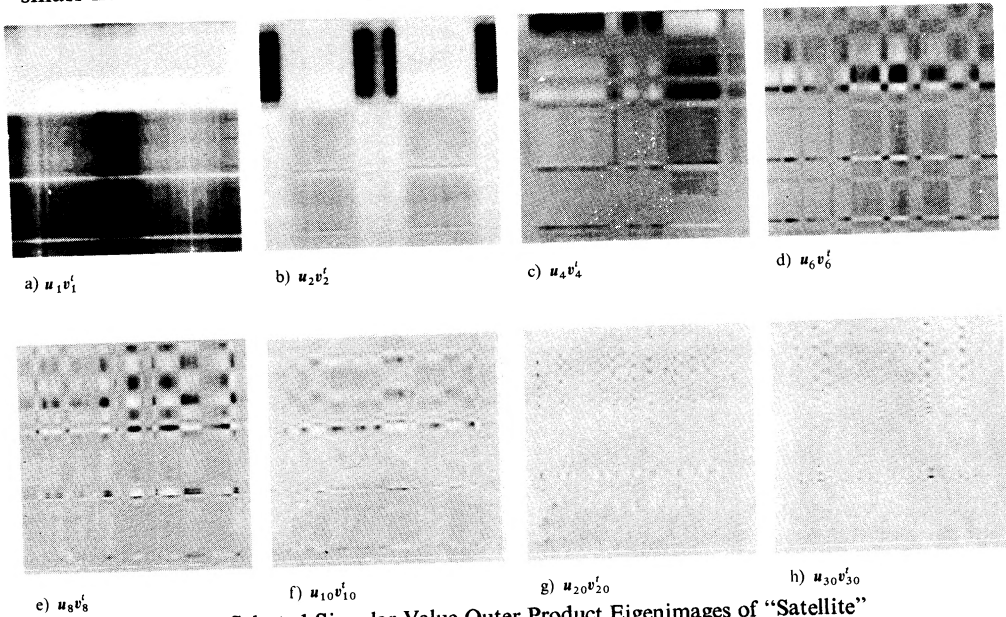 a) u₁v₁ᵗ
b) u₂v₂ᵗ
c) u₄v₄ᵗ
d) u₆v₆ᵗ
e) u₈v₈ᵗ
f) u₁₀v₁₀ᵗ
g) u₂₀v₂₀ᵗ
h) u₃₀v₃₀ᵗ
Selected Singular Value Outer Product Eigenimages of “Satellite”